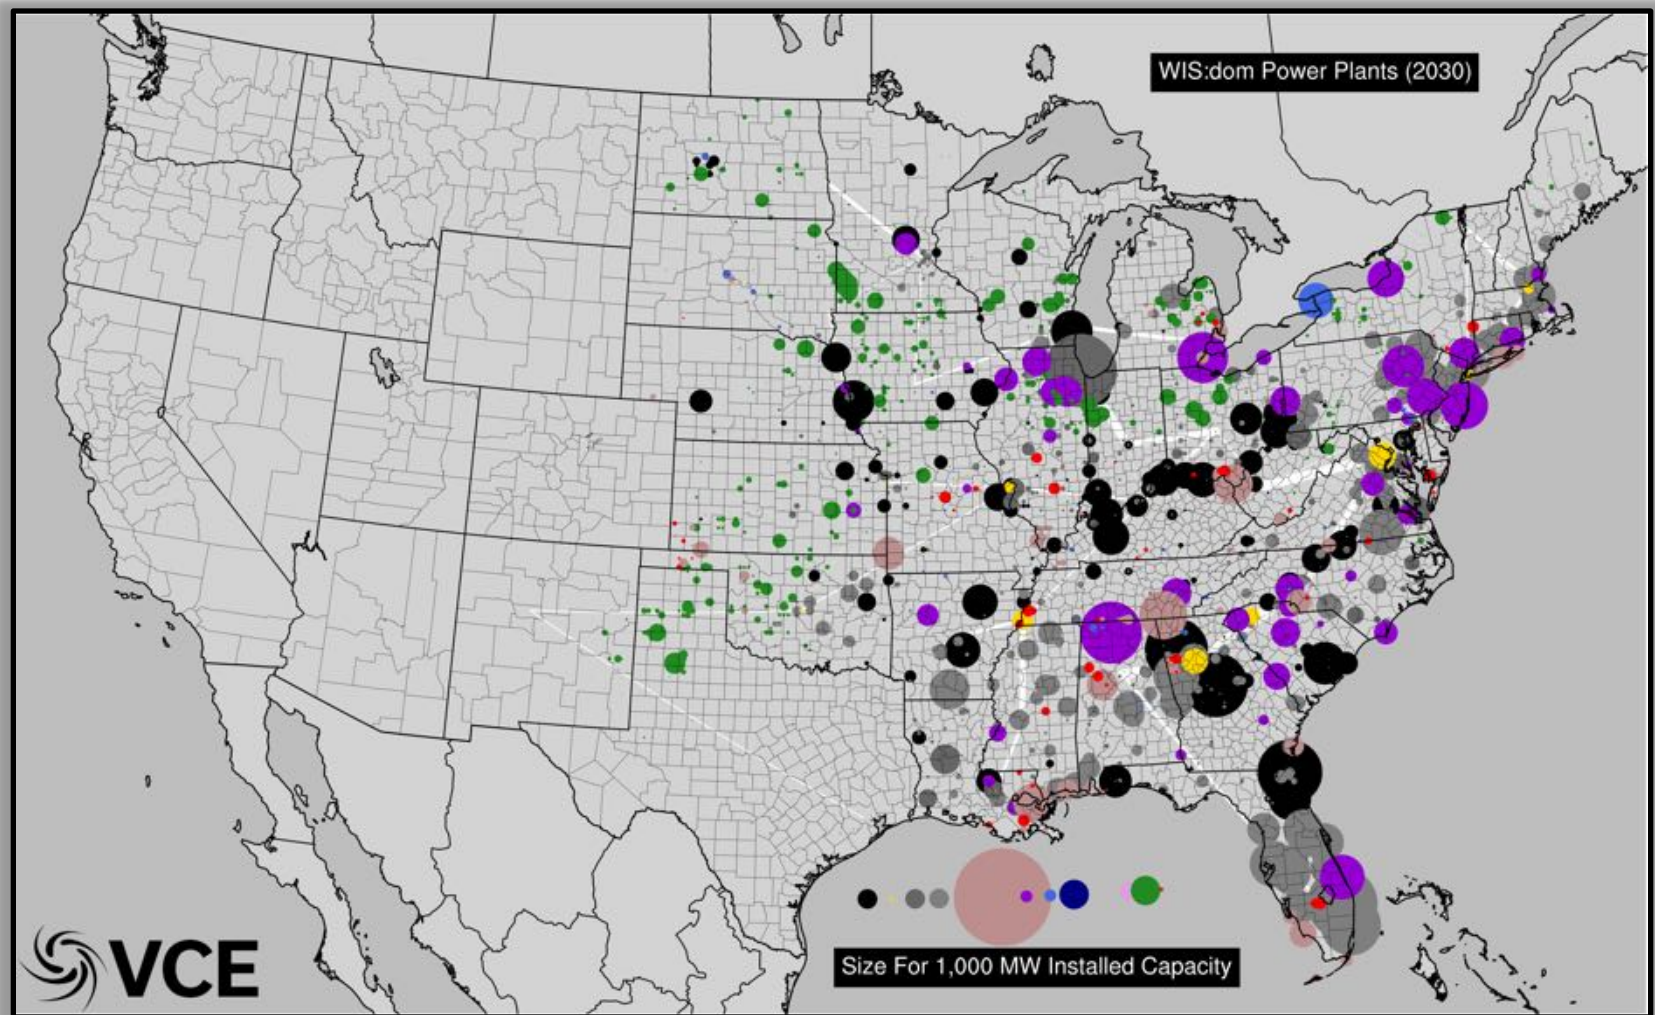 WIS:dom Power Plants (2030)
Size For 1,000 MW Installed Capacity
VCE